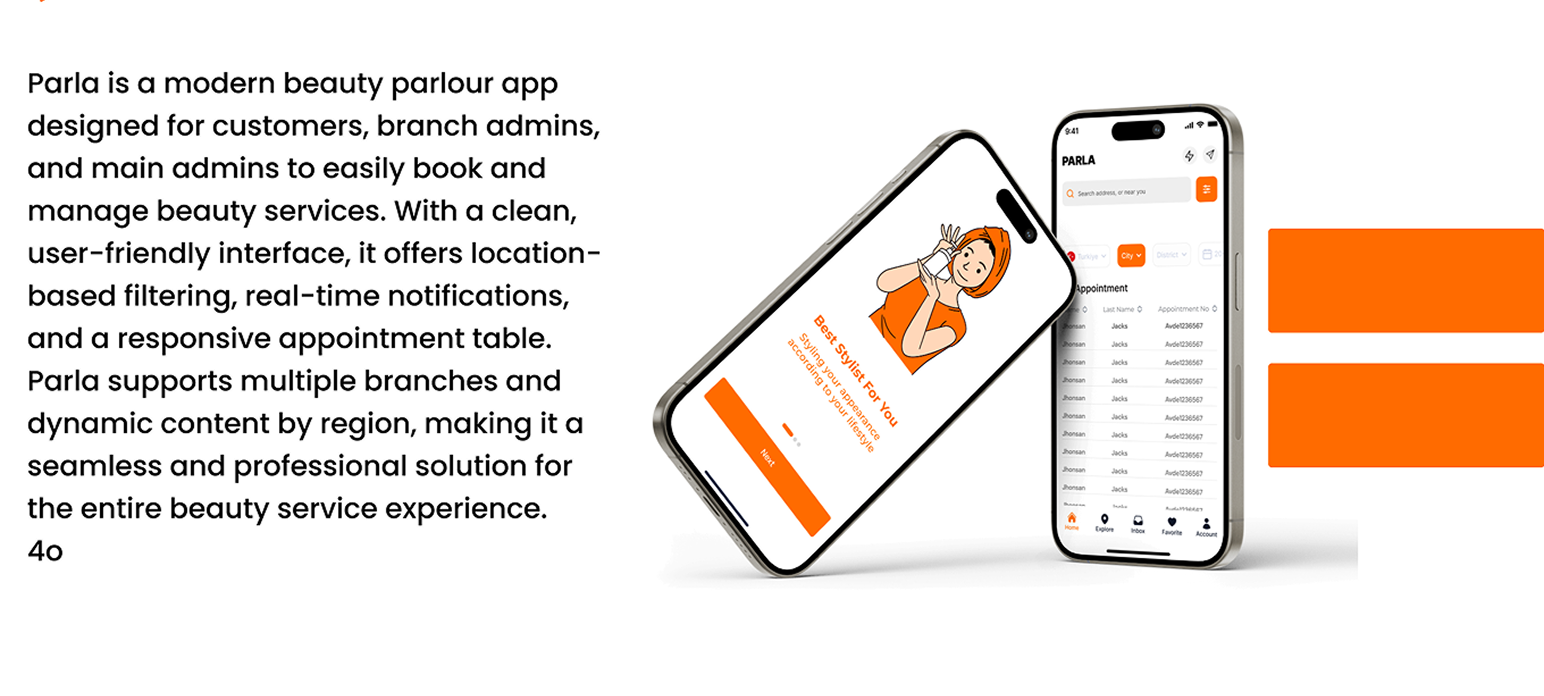 Parla is a modern beauty parlour app
designed for customers, branch admins,
and main admins to easily book and
manage beauty services. With a clean,
user-friendly interface, it offers location-
based filtering, real-time notifications,
and a responsive appointment table.
Parla supports multiple branches and
dynamic content by region, making it a
seamless and professional solution for
the entire beauty service experience.
4o
Best Stylist For You
Styling your appearance
according to your lifestyle
Next
9:41
PARLA
Search address, or near you
Turkiye City District 20
Appointment
Last Name Appointment No
Jhonsan Jacks Avde1236567
Jhonsan Jacks Avde1236567
Jhonsan Jacks Avde1236567
Jhonsan Jacks Avde1236567
Jhonsan Jacks Avde1236567
Jhonsan Jacks Avde1236567
Jhonsan Jacks Avde1236567
Jhonsan Jacks Avde1236567
Jhonsan Jacks Avde1236567
Jhonsan Jacks Avde1236567
Home Explore Inbox Favorite Account